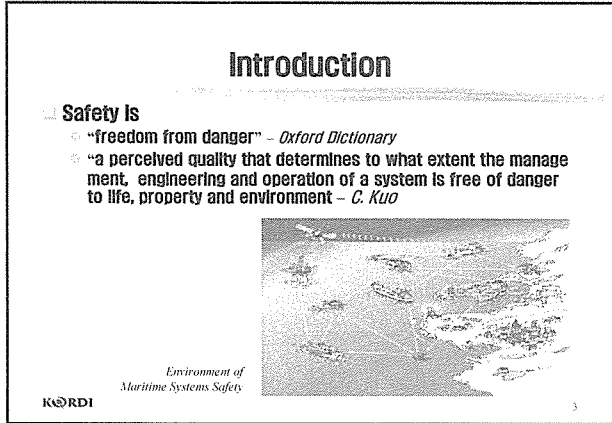 Introduction
Safety is
"freedom from danger" – Oxford Dictionary
"a perceived quality that determines to what extent the manage
ment, engineering and operation of a system is free of danger
to life, property and environment – C. Kuo
Environment of
Maritime Systems Safety
KORDI
3